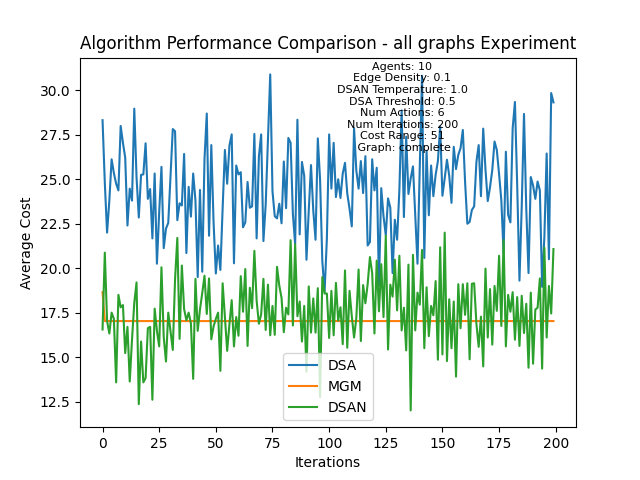 Algorithm Performance Comparison - all graphs Experiment
Agents: 10
Edge Density: 0.1
DSAN Temperature: 1.0
DSA Threshold: 0.5
Num Actions: 6
Num Iterations: 200
Cost Range: 51
Graph: complete
Average Cost
30.0
27.5
25.0
22.5
20.0
17.5
15.0
12.5
DSA
MGM
DSAN
0 25 50 75 100 125 150 175 200
Iterations